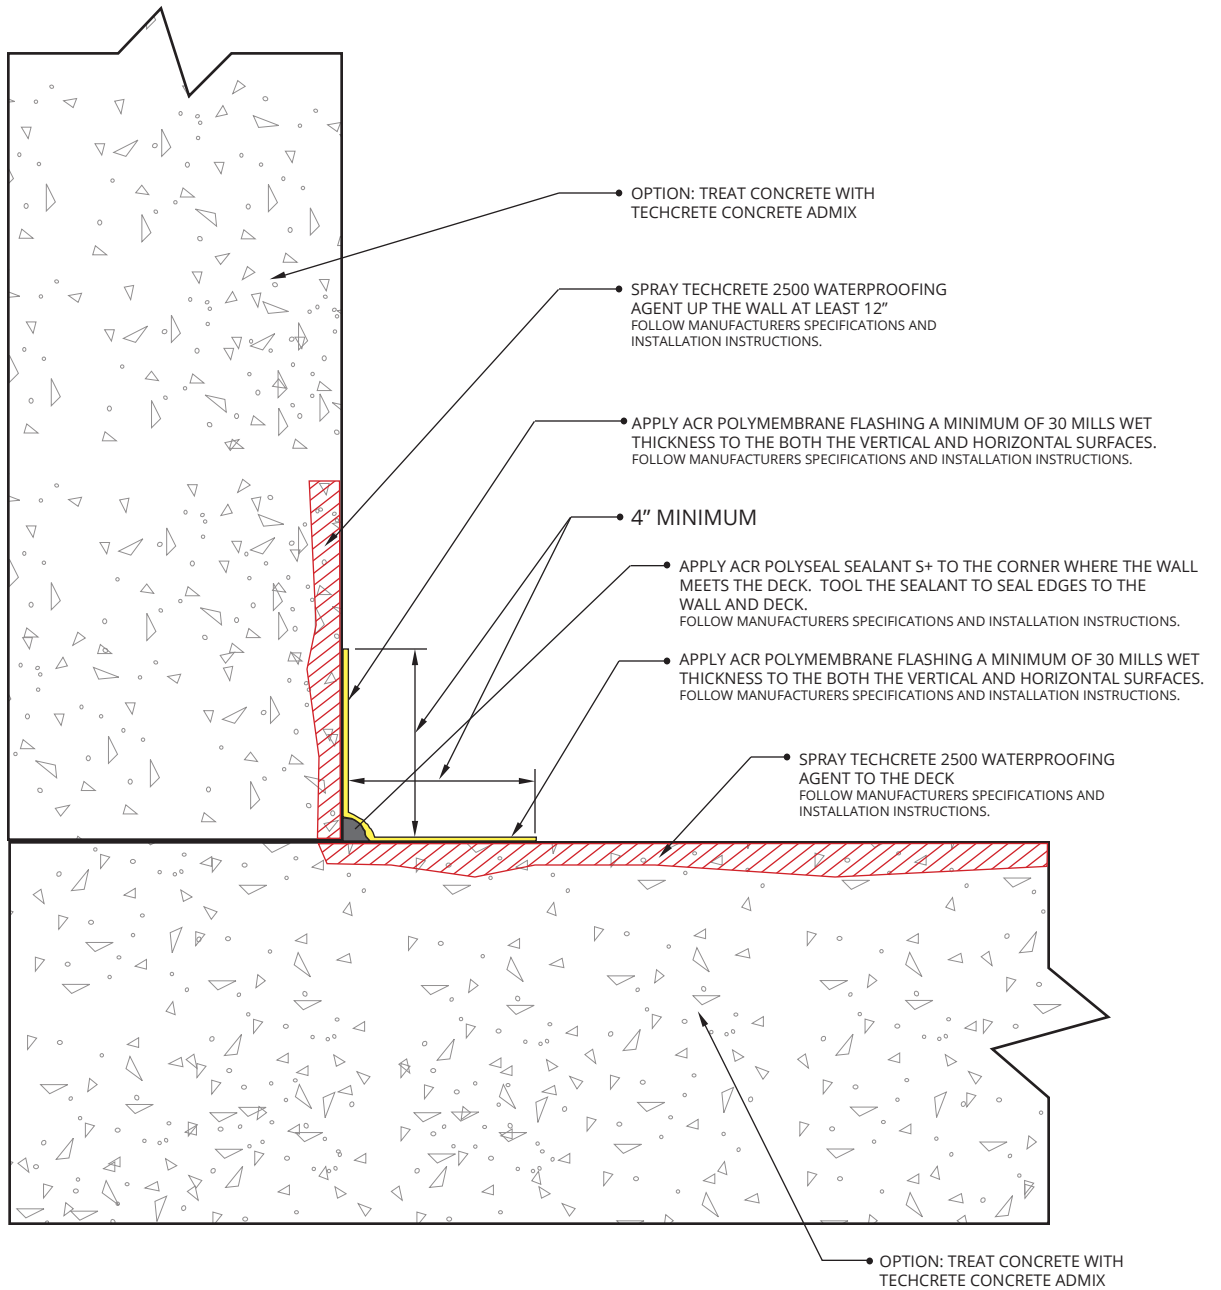 OPTION: TREAT CONCRETE WITH
TECHCRETE CONCRETE ADMIX
SPRAY TECHCRETE 2500 WATERPROOFING
AGENT UP THE WALL AT LEAST 12”
FOLLOW MANUFACTURERS SPECIFICATIONS AND
INSTALLATION INSTRUCTIONS.
APPLY ACR POLYMEMBRANE FLASHING A MINIMUM OF 30 MILLS WET
THICKNESS TO THE BOTH THE VERTICAL AND HORIZONTAL SURFACES.
FOLLOW MANUFACTURERS SPECIFICATIONS AND INSTALLATION INSTRUCTIONS.
4” MINIMUM
APPLY ACR POLYSEAL SEALANT S+ TO THE CORNER WHERE THE WALL
MEETS THE DECK. TOOL THE SEALANT TO SEAL EDGES TO THE
WALL AND DECK.
FOLLOW MANUFACTURERS SPECIFICATIONS AND INSTALLATION INSTRUCTIONS.
APPLY ACR POLYMEMBRANE FLASHING A MINIMUM OF 30 MILLS WET
THICKNESS TO THE BOTH THE VERTICAL AND HORIZONTAL SURFACES.
FOLLOW MANUFACTURERS SPECIFICATIONS AND INSTALLATION INSTRUCTIONS.
SPRAY TECHCRETE 2500 WATERPROOFING
AGENT TO THE DECK
FOLLOW MANUFACTURERS SPECIFICATIONS AND
INSTALLATION INSTRUCTIONS.
OPTION: TREAT CONCRETE WITH
TECHCRETE CONCRETE ADMIX